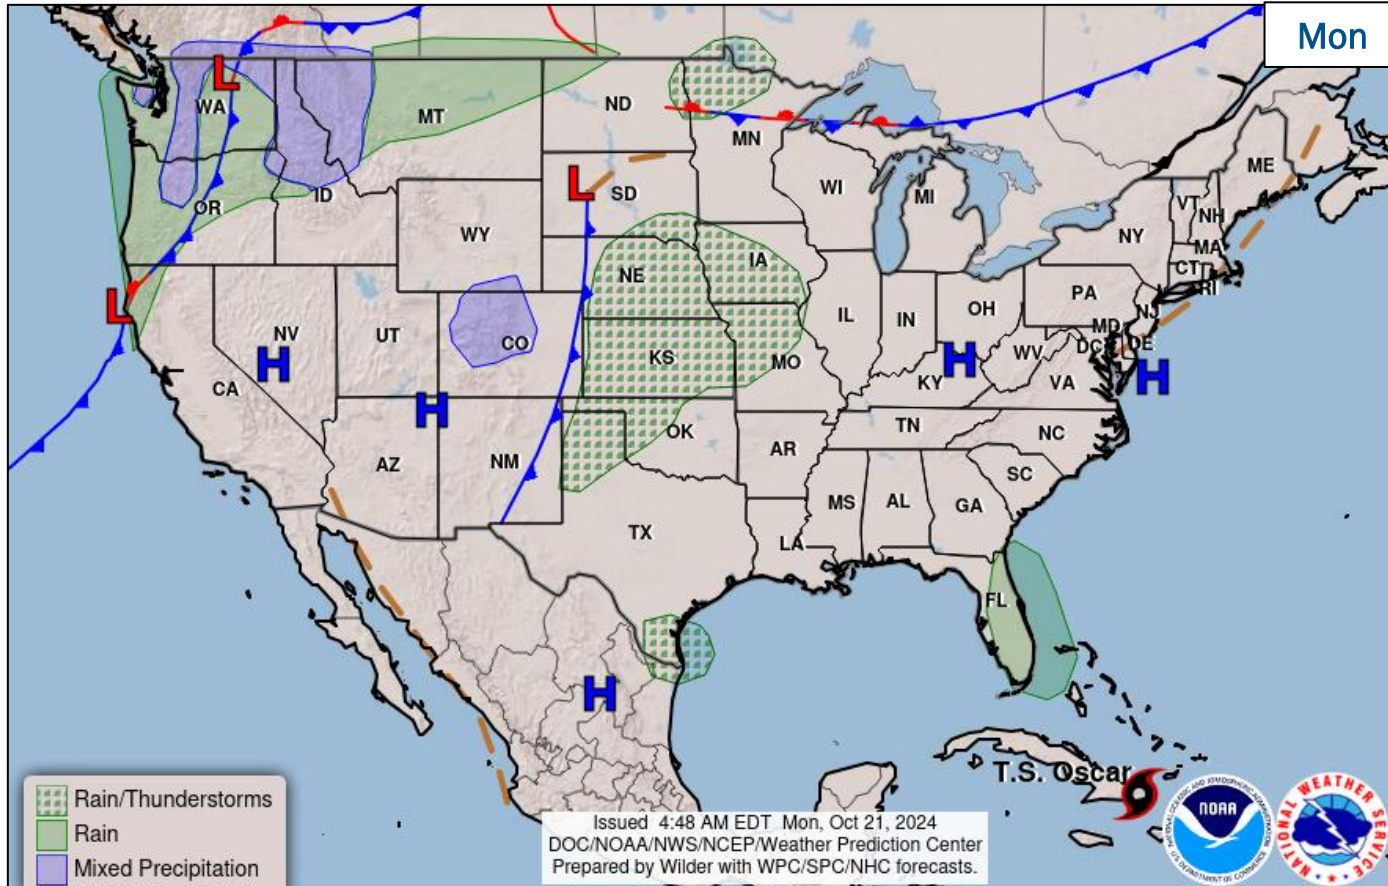 Mon
WA
MT
ND
MN
ME
OR
ID
SD
WI
MI
VT
NH
WY
NY
MA
CT
RI
NE
IA
PA
NJ
NV
UT
CO
IL
IN
OH
MD
DC
DE
WV
CA
KS
MO
KY
VA
AZ
NM
OK
AR
TN
NC
SC
TX
MS
AL
GA
LA
FL
L
L
L
H
H
H
H
H
T.S. Oscar
Rain/Thunderstorms
Rain
Mixed Precipitation
Issued 4:48 AM EDT Mon, Oct 21, 2024
DOC/NOAA/NWS/NCEP/Weather Prediction Center
Prepared by Wilder with WPC/SPC/NHC forecasts.
NOAA
NATIONAL WEATHER SERVICE